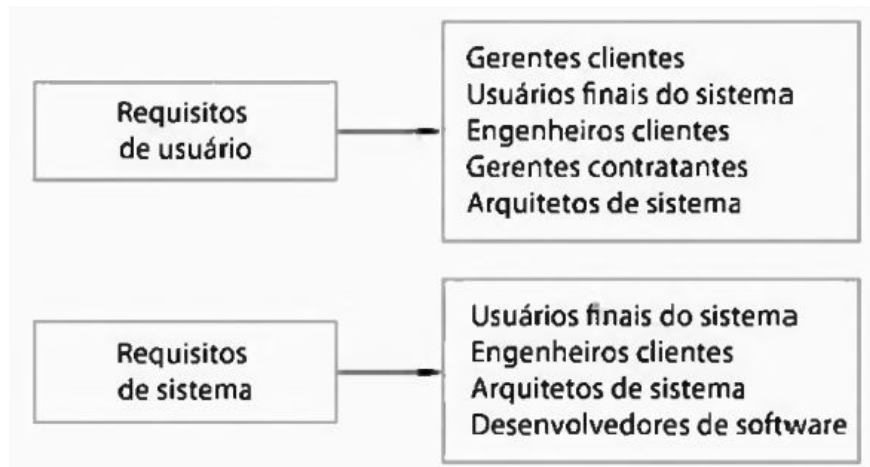 Requisitos
de usuário
Gerentes clientes
Usuários finais do sistema
Engenheiros clientes
Gerentes contratantes
Arquitetos de sistema
Requisitos
de sistema
Usuários finais do sistema
Engenheiros clientes
Arquitetos de sistema
Desenvolvedores de software